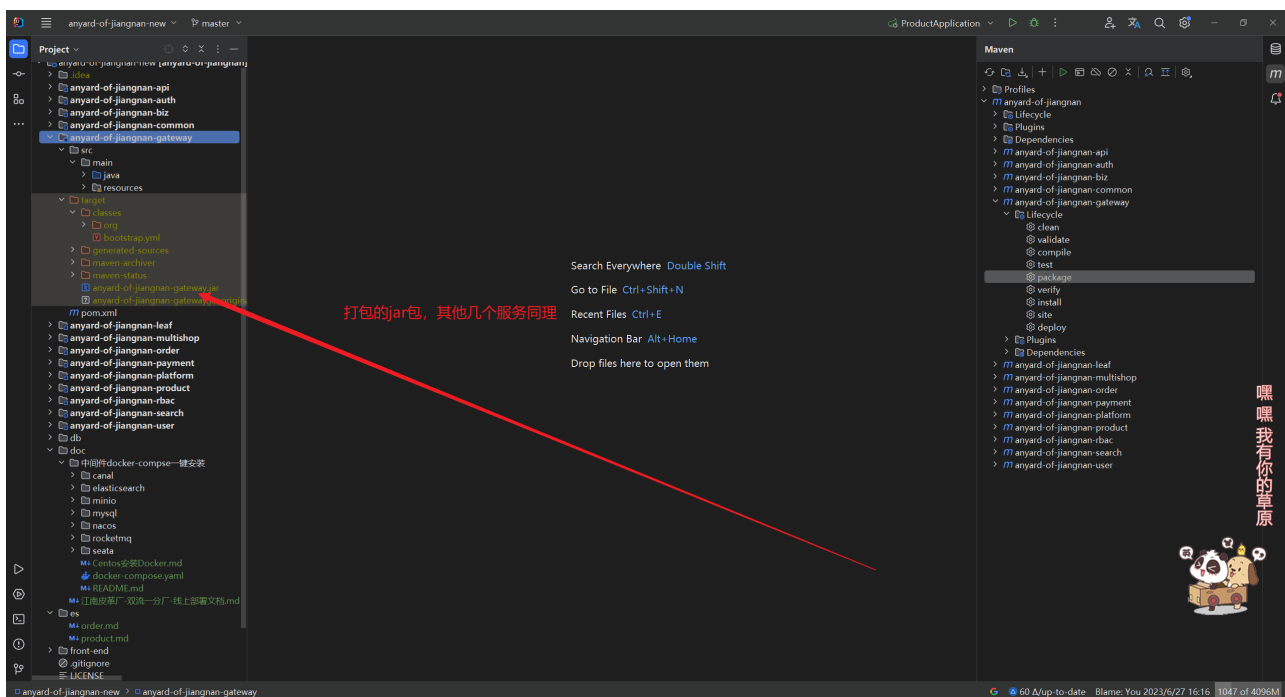 anyard-of-jiangnan-new
master
ProductApplication
Project
anyard-of-jiangnan-new [anyard-of-jiangnan]
.idea
anyard-of-jiangnan-api
anyard-of-jiangnan-auth
anyard-of-jiangnan-biz
anyard-of-jiangnan-common
anyard-of-jiangnan-gateway
src
main
java
resources
target
classes
org
bootstrap.yml
generated-sources
maven-archiver
maven-status
anyard-of-jiangnan-gateway.jar
anyard-of-jiangnan-gateway.jar.origina
pom.xml
anyard-of-jiangnan-leaf
anyard-of-jiangnan-multishop
anyard-of-jiangnan-order
anyard-of-jiangnan-payment
anyard-of-jiangnan-platform
anyard-of-jiangnan-product
anyard-of-jiangnan-rbac
anyard-of-jiangnan-search
anyard-of-jiangnan-user
db
doc
中间件docker-compse一键安装
canal
elasticsearch
minio
mysql
nacos
rocketmq
seata
Centos安装Docker.md
docker-compose.yaml
README.md
江南皮革厂-双流一分厂-线上部署文档.md
es
order.md
product.md
front-end
.gitignore
LICENSE
Search Everywhere Double Shift
Go to File Ctrl+Shift+N
Recent Files Ctrl+E
Navigation Bar Alt+Home
Drop files here to open them
打包的jar包，其他几个服务同理
Maven
Profiles
anyard-of-jiangnan
Lifecycle
Plugins
Dependencies
anyard-of-jiangnan-api
anyard-of-jiangnan-auth
anyard-of-jiangnan-biz
anyard-of-jiangnan-common
anyard-of-jiangnan-gateway
Lifecycle
clean
validate
compile
test
package
verify
install
site
deploy
Plugins
Dependencies
anyard-of-jiangnan-leaf
anyard-of-jiangnan-multishop
anyard-of-jiangnan-order
anyard-of-jiangnan-payment
anyard-of-jiangnan-platform
anyard-of-jiangnan-product
anyard-of-jiangnan-rbac
anyard-of-jiangnan-search
anyard-of-jiangnan-user
嘿嘿我有你的草原
英
anyard-of-jiangnan-new > anyard-of-jiangnan-gateway
60 Δ/up-to-date
Blame: You 2023/6/27 16:16
1047 of 4096M